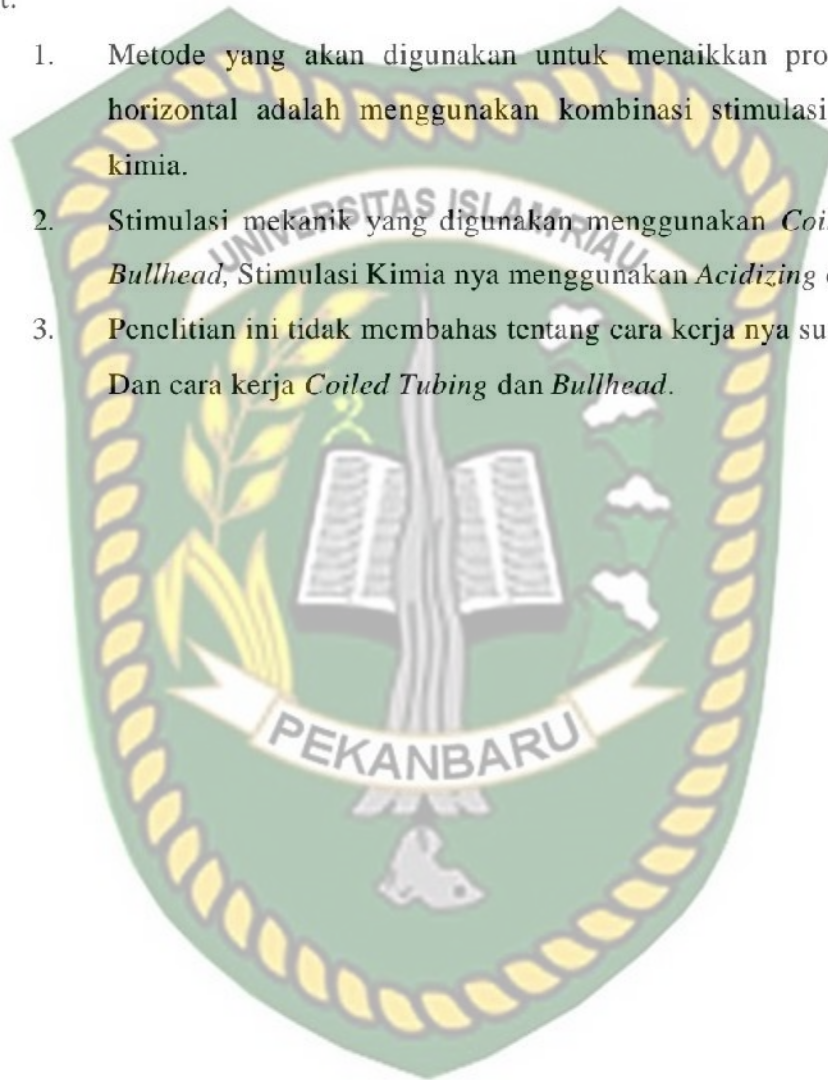 1. Metode yang akan digunakan untuk menaikkan pro
horizontal adalah menggunakan kombinasi stimulasi
kimia.
UNIVERSITAS ISLAM RIAU
2. Stimulasi mekanik yang digunakan menggunakan Coi
Bullhead, Stimulasi Kimia nya menggunakan Acidizing
3. Penelitian ini tidak membahas tentang cara kerja nya su
Dan cara kerja Coiled Tubing dan Bullhead.
PEKANBARU